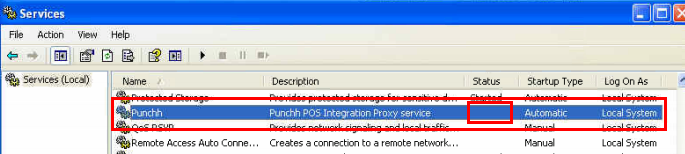 Services
File Action View Help
Services (Local)
Name Description Status Startup Type Log On As
Protected Storage Provides protected storage for sensitive d... Started Automatic Local System
Punchh Punchh POS Integration Proxy service Automatic Local System
QoS RSVP Provides network signaling and local traffic... Manual Local System
Remote Access Auto Conne... Creates a connection to a remote network... Manual Local System